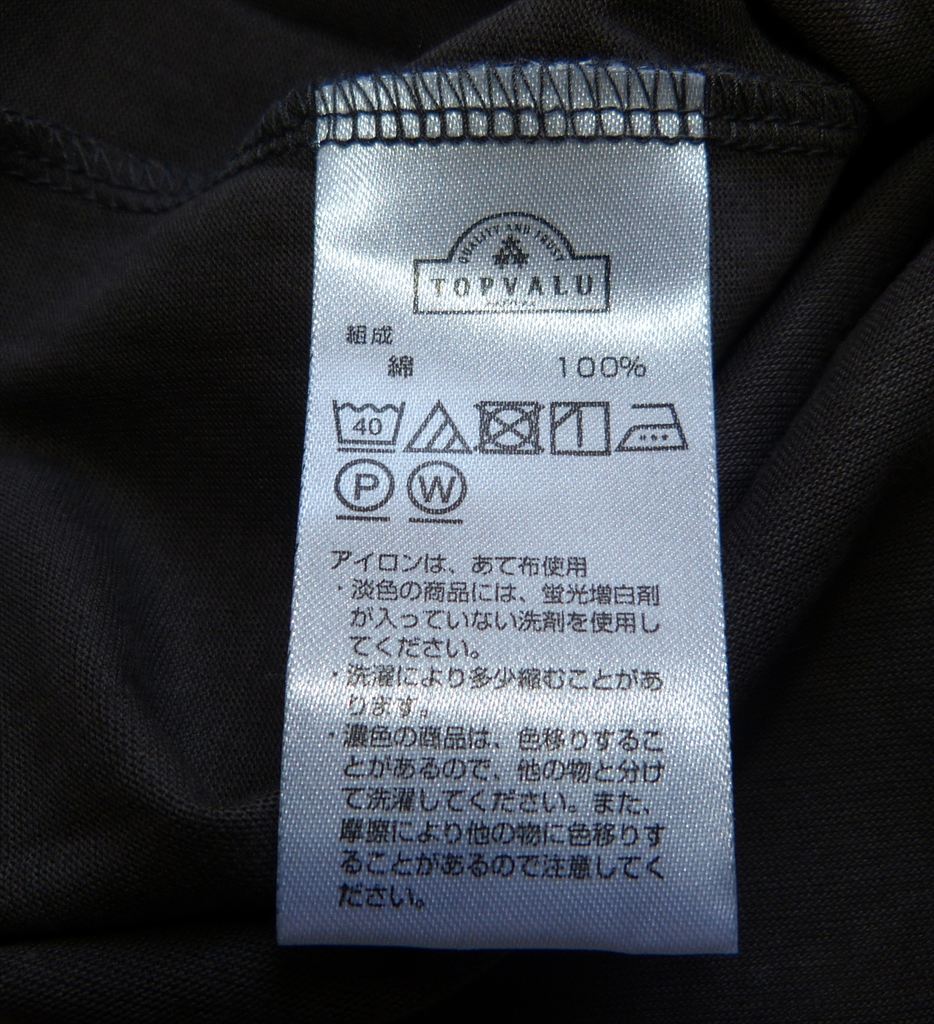 QUALITY AND TRUST
TOPVALU
組成
綿 100%
40
P W
アイロンは、あて布使用
・淡色の商品には、蛍光増白剤
が入っていない洗剤を使用し
てください。
・洗濯により多少縮むことがあ
ります。
・濃色の商品は、色移りするこ
とがあるので、他の物と分け
て洗濯してください。また、
摩擦により他の物に色移りす
ることがあるので注意してく
ださい。